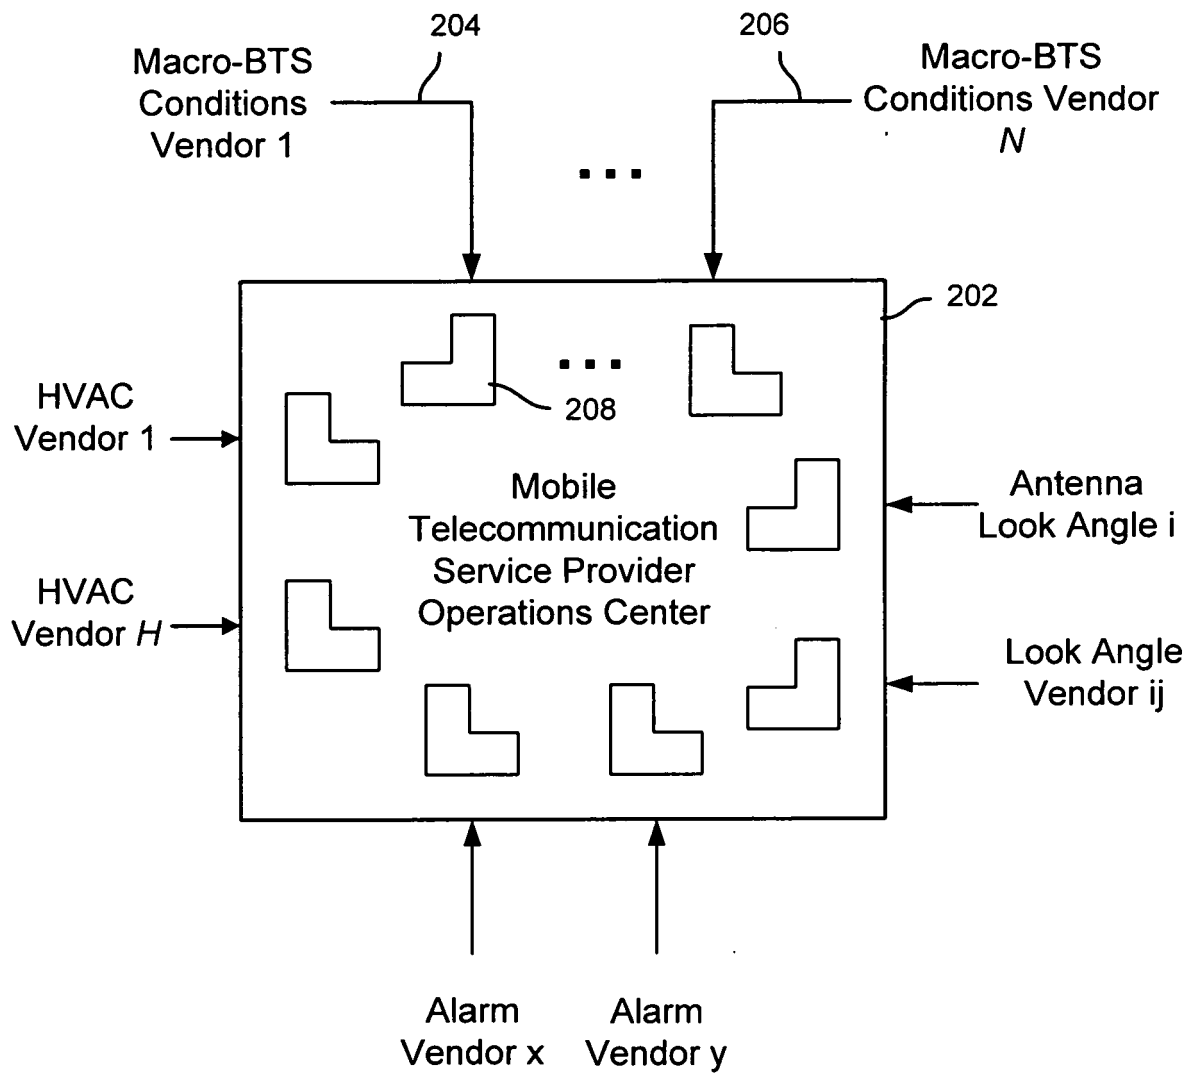 204
Macro-BTS
Conditions
Vendor 1
206
Macro-BTS
Conditions Vendor
N
...
202
...
208
HVAC
Vendor 1
HVAC
Vendor H
Mobile
Telecommunication
Service Provider
Operations Center
Antenna
Look Angle i
Look Angle
Vendor ij
Alarm
Vendor x
Alarm
Vendor y